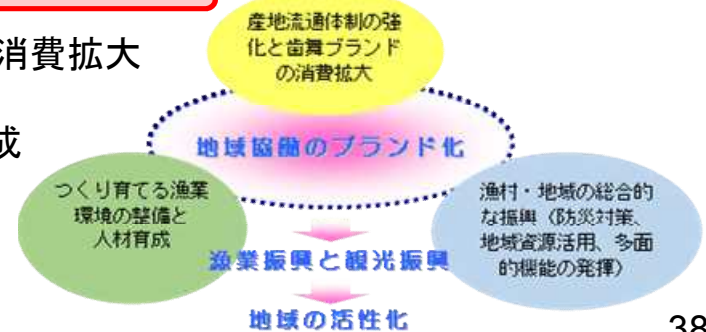 消費拡大
成
産地流通体制の強
化と歯舞ブランド
の消費拡大
地域協働のブランド化
つくり育てる漁業
環境の整備と
人材育成
漁村・地域の総合的
な振興（防災対策、
地域資源活用、多面
的機能の発揮）
漁業振興と観光振興
地域の活性化
38